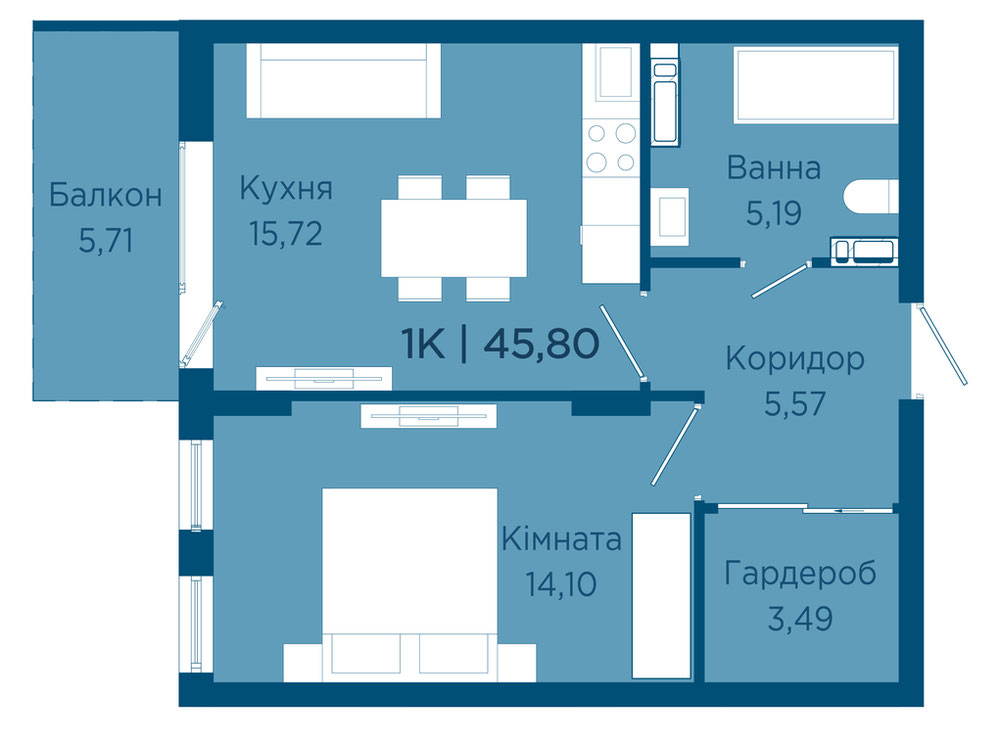 Балкон
5,71
Кухня
15,72
Ванна
5,19
1К | 45,80
Коридор
5,57
Кімната
14,10
Гардероб
3,49